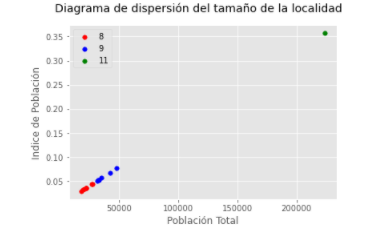 Diagrama de dispersión del tamaño de la localidad
8
9
11
0.35
0.30
0.25
0.20
0.15
0.10
0.05
Indice de Población
50000 100000 150000 200000
Población Total